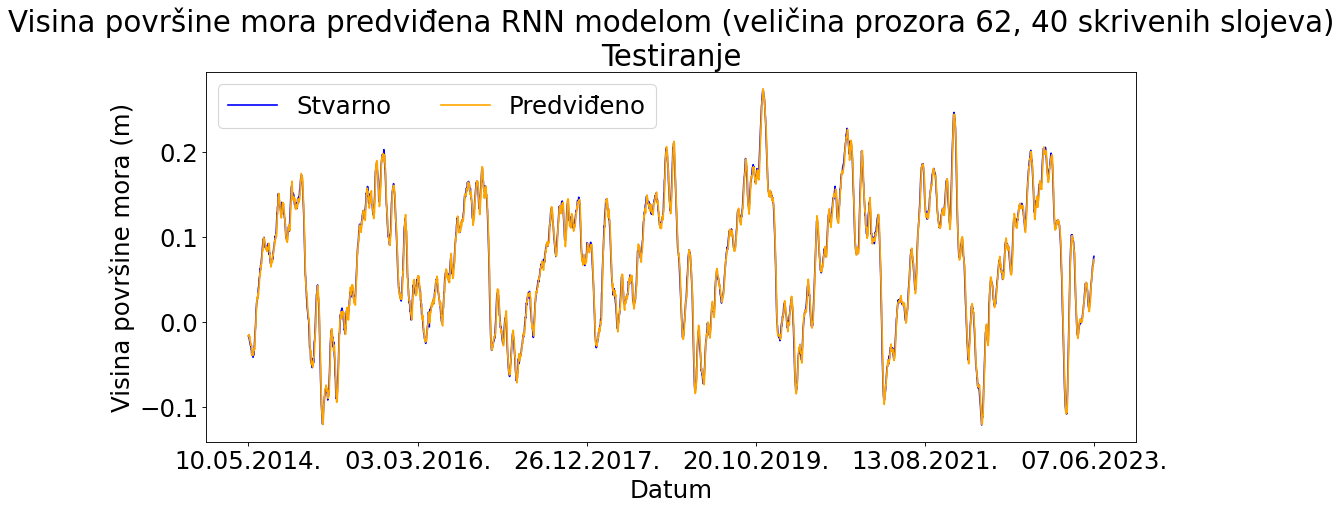 Visina površine mora predviđena RNN modelom (veličina prozora 62, 40 skrivenih slojeva)
Testiranje
Stvarno
Predviđeno
Visina površine mora (m)
0.2
0.1
0.0
−0.1
10.05.2014.
03.03.2016.
26.12.2017.
20.10.2019.
13.08.2021.
07.06.2023.
Datum